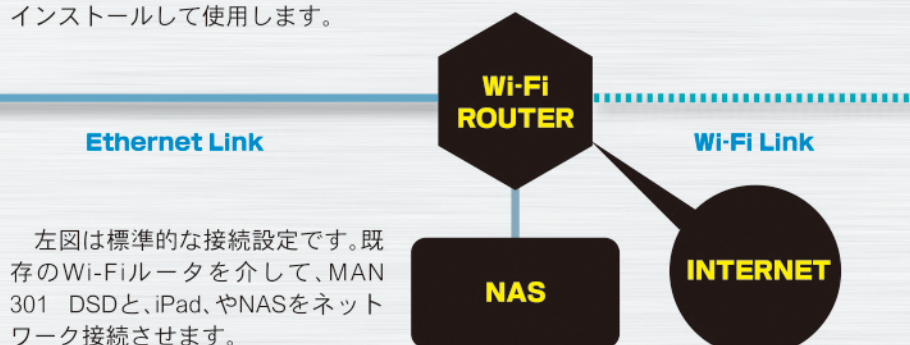 インストールして使用します。
Wi-Fi
ROUTER
Ethernet Link
Wi-Fi Link
左図は標準的な接続設定です。既
存のWi-Fiルータを介して、MAN
301 DSDと、iPad、やNASをネット
ワーク接続させます。
NAS
INTERNET